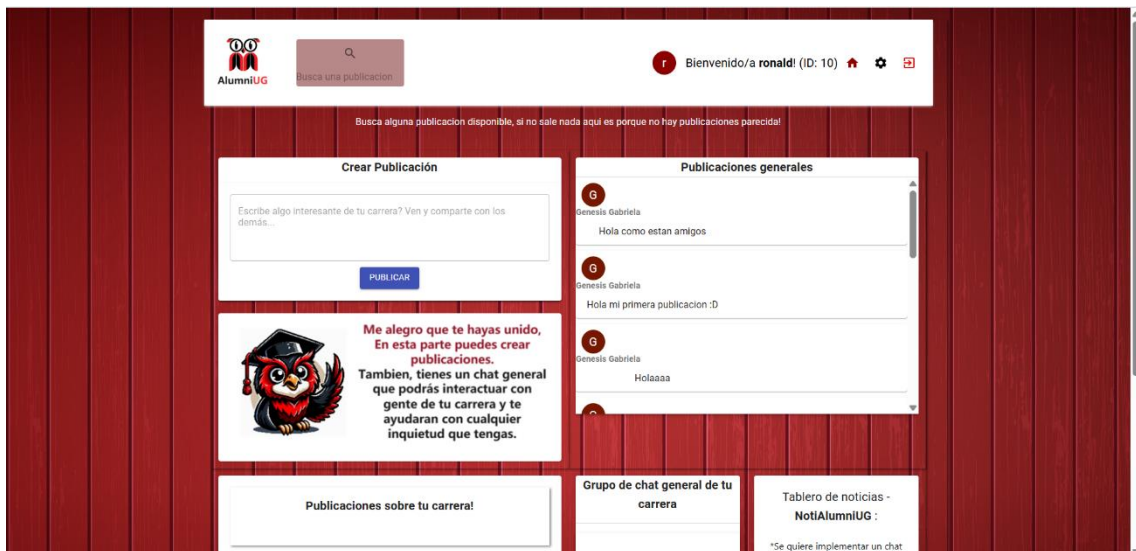 AlumniUG
Busca una publicacion
r
Bienvenido/a ronald! (ID: 10)
Busca alguna publicacion disponible, si no sale nada aqui es porque no hay publicaciones parecida!
Crear Publicación
Escribe algo interesante de tu carrera? Ven y comparte con los
demás...
PUBLICAR
Me alegro que te hayas unido,
En esta parte puedes crear
publicaciones.
Tambien, tienes un chat general
que podrás interactuar con
gente de tu carrera y te
ayudaran con cualquier
inquietud que tengas.
Publicaciones generales
G
Genesis Gabriela
Hola como estan amigos
G
Genesis Gabriela
Hola mi primera publicacion :D
G
Genesis Gabriela
Holaaaa
Publicaciones sobre tu carrera!
Grupo de chat general de tu
carrera
Tablero de noticias -
NotiAlumniUG :
*Se quiere implementar un chat